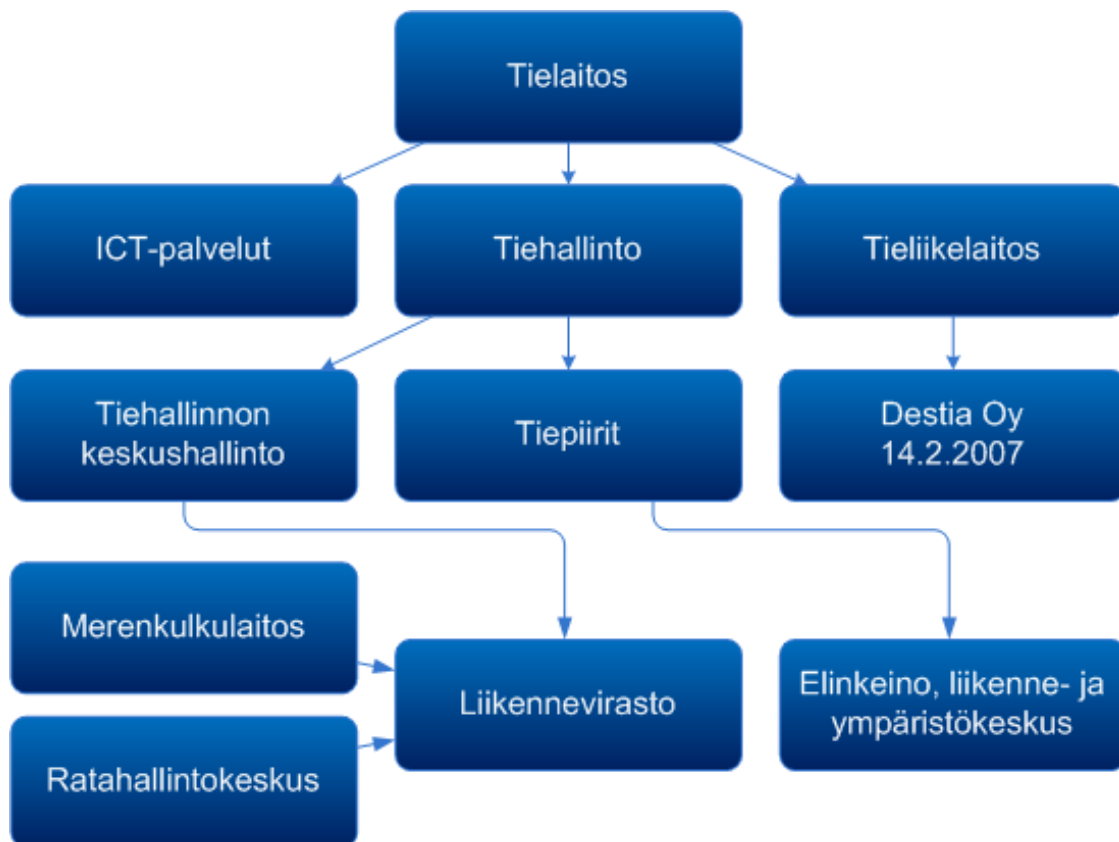 Tielaitos
ICT-palvelut
Tiehallinto
Tieliikelaitos
Tiehallinnon
keskushallinto
Tiepiirit
Destia Oy
14.2.2007
Merenkulkulaitos
Liikennevirasto
Elinkeino, liikenne- ja
ympäristökeskus
Ratahallintokeskus